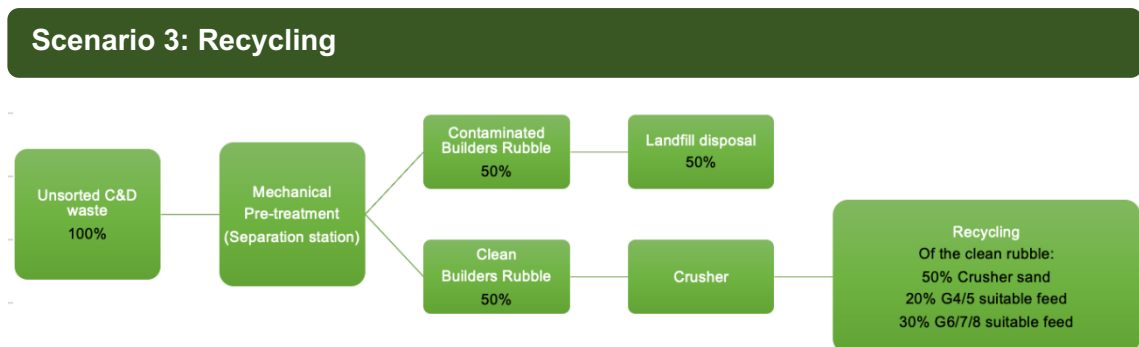 Scenario 3: Recycling
Unsorted C&D
waste
100%
Mechanical
Pre-treatment
(Separation station)
Contaminated
Builders Rubble
50%
Landfill disposal
50%
Clean
Builders Rubble
50%
Crusher
Recycling
Of the clean rubble:
50% Crusher sand
20% G4/5 suitable feed
30% G6/7/8 suitable feed